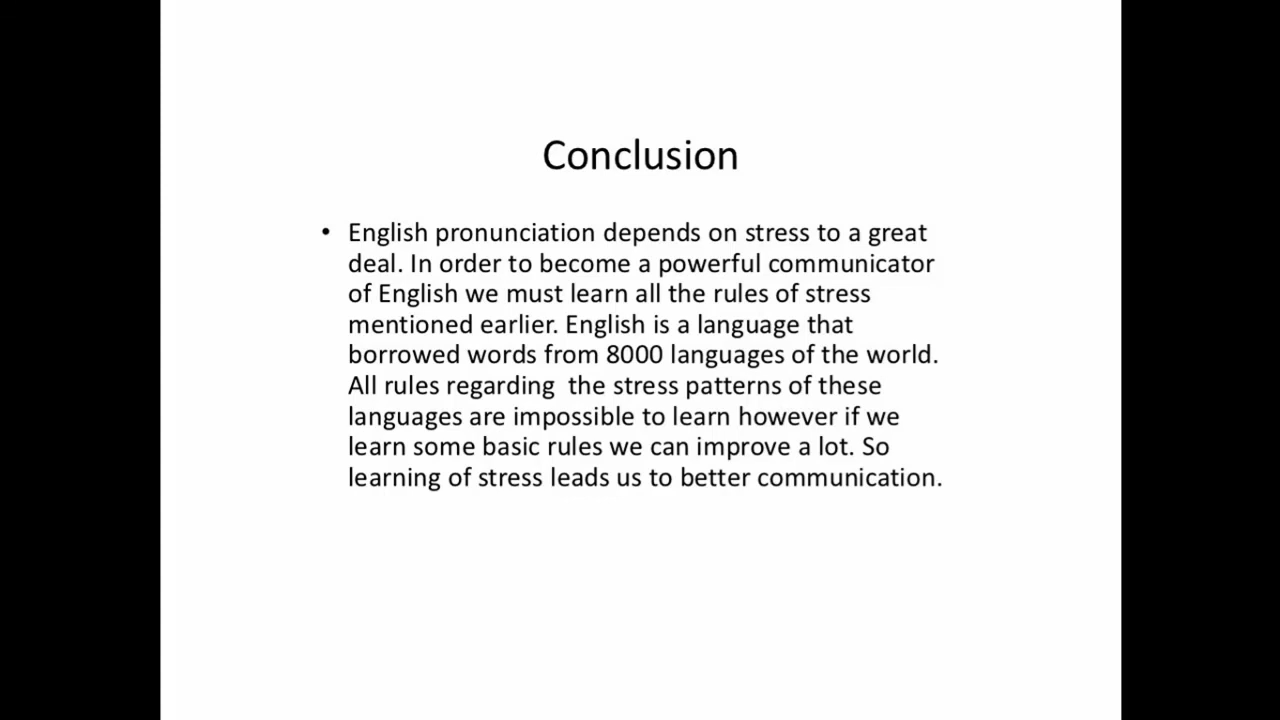 Conclusion
• English pronunciation depends on stress to a great
deal. In order to become a powerful communicator
of English we must learn all the rules of stress
mentioned earlier. English is a language that
borrowed words from 8000 languages of the world.
All rules regarding  the stress patterns of these
languages are impossible to learn however if we
learn some basic rules we can improve a lot. So
learning of stress leads us to better communication.